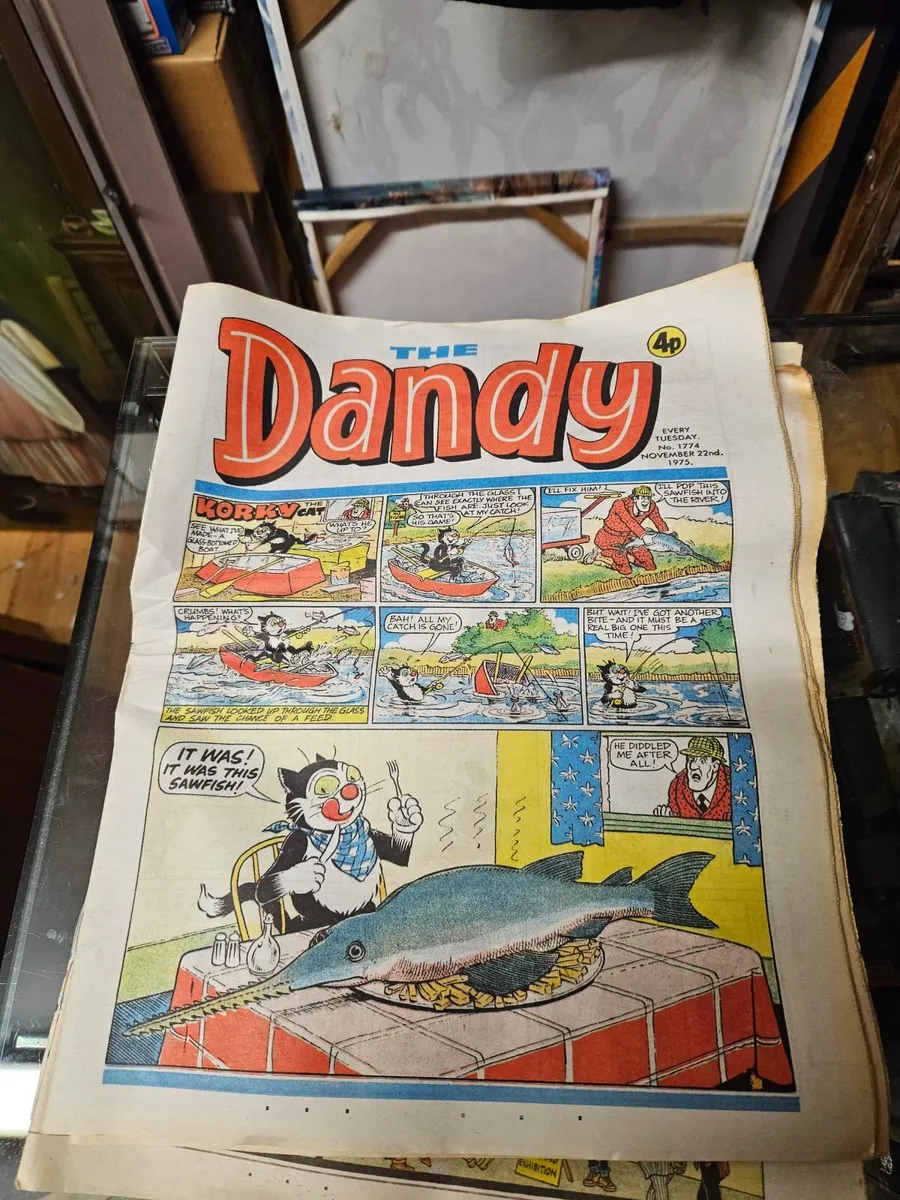 THE
Dandy
4p
EVERY
TUESDAY.
No. 1774
NOVEMBER 22nd.
1975.
KORKY THE
CAT
SEE WHAT I'VE
MADE - A
GLASS-BOTTOMED
BOAT
WHAT'S HE
UP TO?
THROUGH THE GLASS I
CAN SEE EXACTLY WHERE THE
FISH ARE. JUST LOOK
AT MY CATCH!
SO THAT'S
HIS GAME!
I'LL FIX HIM!
I'LL POP THIS
SAWFISH INTO
THE RIVER!
CRUMBS! WHAT'S
HAPPENING?
THE SAWFISH LOOKED UP THROUGH THE GLASS
AND SAW THE CHANCE OF A FEED.
BAH! ALL MY
CATCH IS GONE!
BUT WAIT! I'VE GOT ANOTHER
BITE - AND IT MUST BE A
REAL BIG ONE THIS
TIME!
IT WAS!
IT WAS THIS
SAWFISH!
HE DIDDLED
ME AFTER
ALL!
EXHIBITION